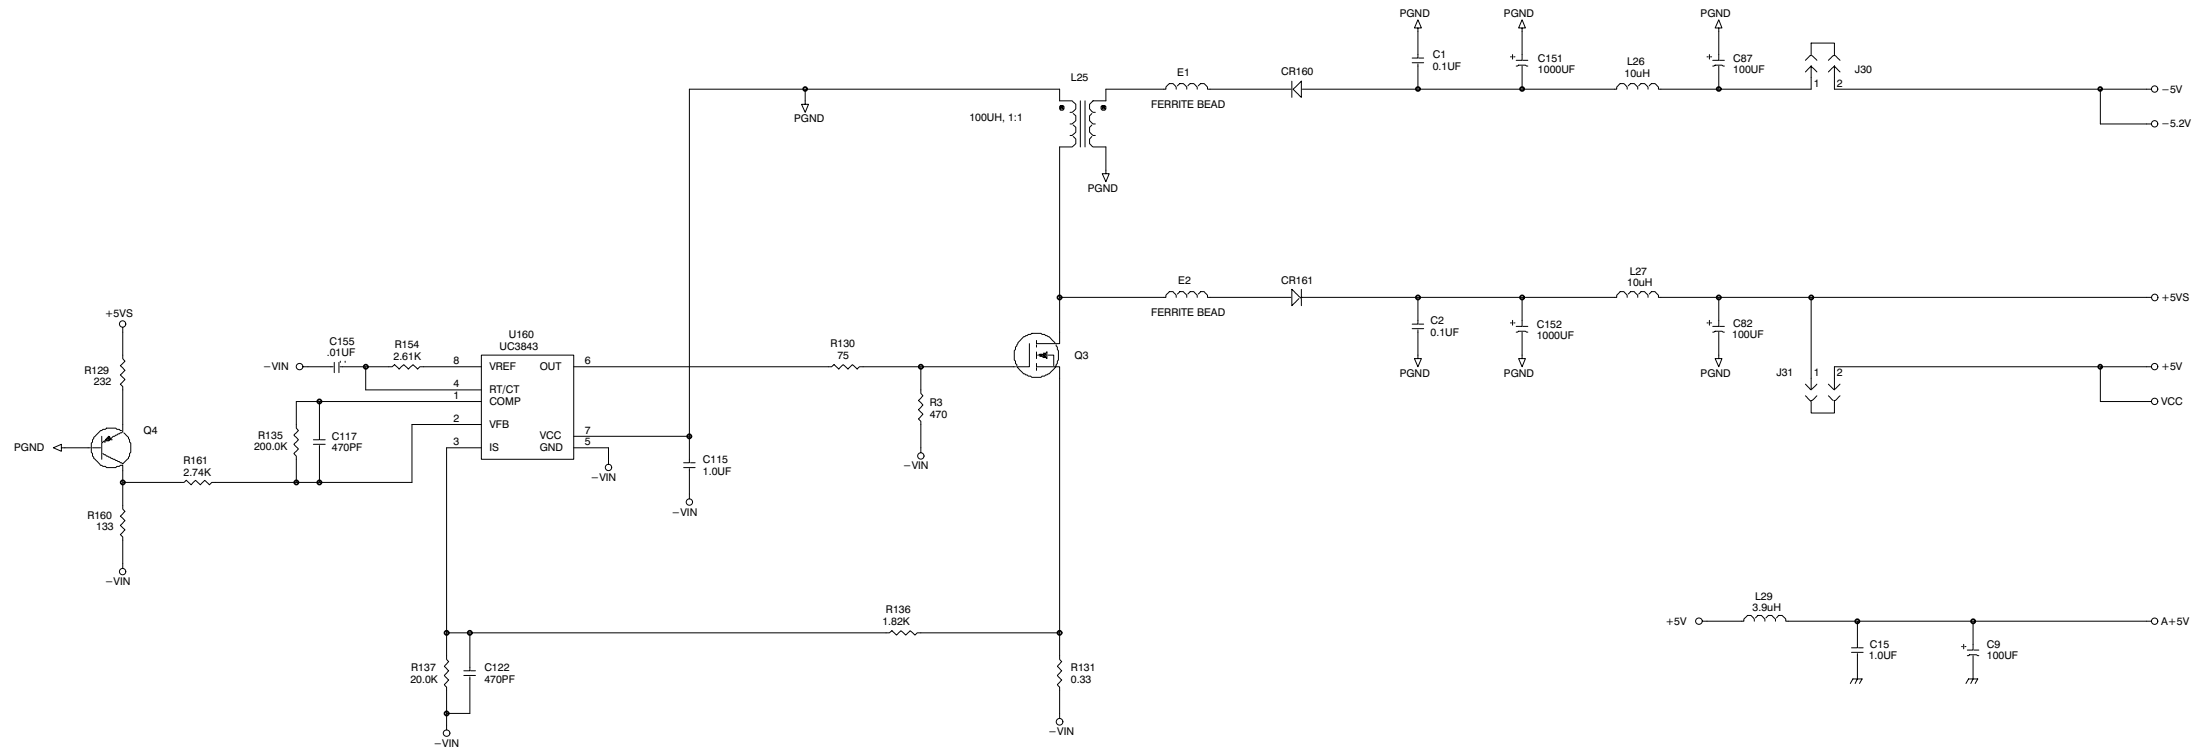 PGND
PGND
PGND
C1
0.1UF
+
C151
1000UF
L26
10uH
+
C87
100UF
J30
1
2
−5V
−5.2V
L25
100UH, 1:1
E1
FERRITE BEAD
CR160
PGND
PGND
E2
FERRITE BEAD
CR161
L27
10uH
+5VS
C2
0.1UF
PGND
+
C152
1000UF
PGND
+
C82
100UF
PGND
J31
1
2
+5V
VCC
+5VS
R129
232
Q4
PGND
R161
2.74K
R160
133
−VIN
−VIN
C155
.01UF
R154
2.61K
R135
200.0K
C117
470PF
U160
UC3843
8
VREF
4
RT/CT
1
COMP
2
VFB
3
IS
OUT
6
VCC
7
GND
5
−VIN
C115
1.0UF
−VIN
R130
75
R3
470
−VIN
Q3
R136
1.82K
R137
20.0K
C122
470PF
−VIN
R131
0.33
−VIN
+5V
L29
3.9uH
A+5V
C15
1.0UF
+
C9
100UF